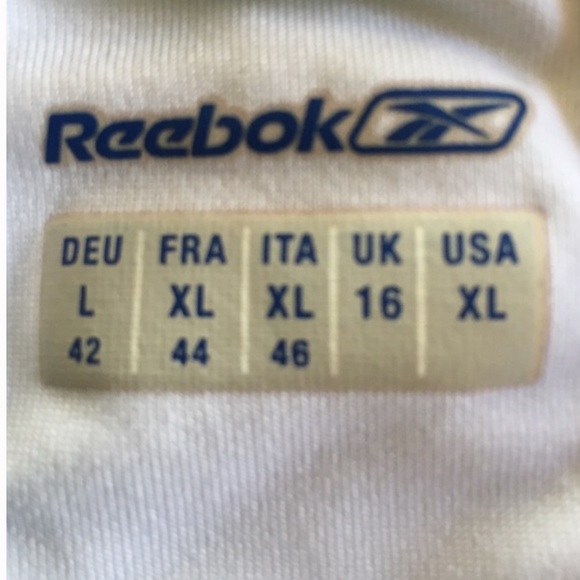 Reebok
DEU FRA ITA UK USA
L XL XL 16 XL
42 44 46